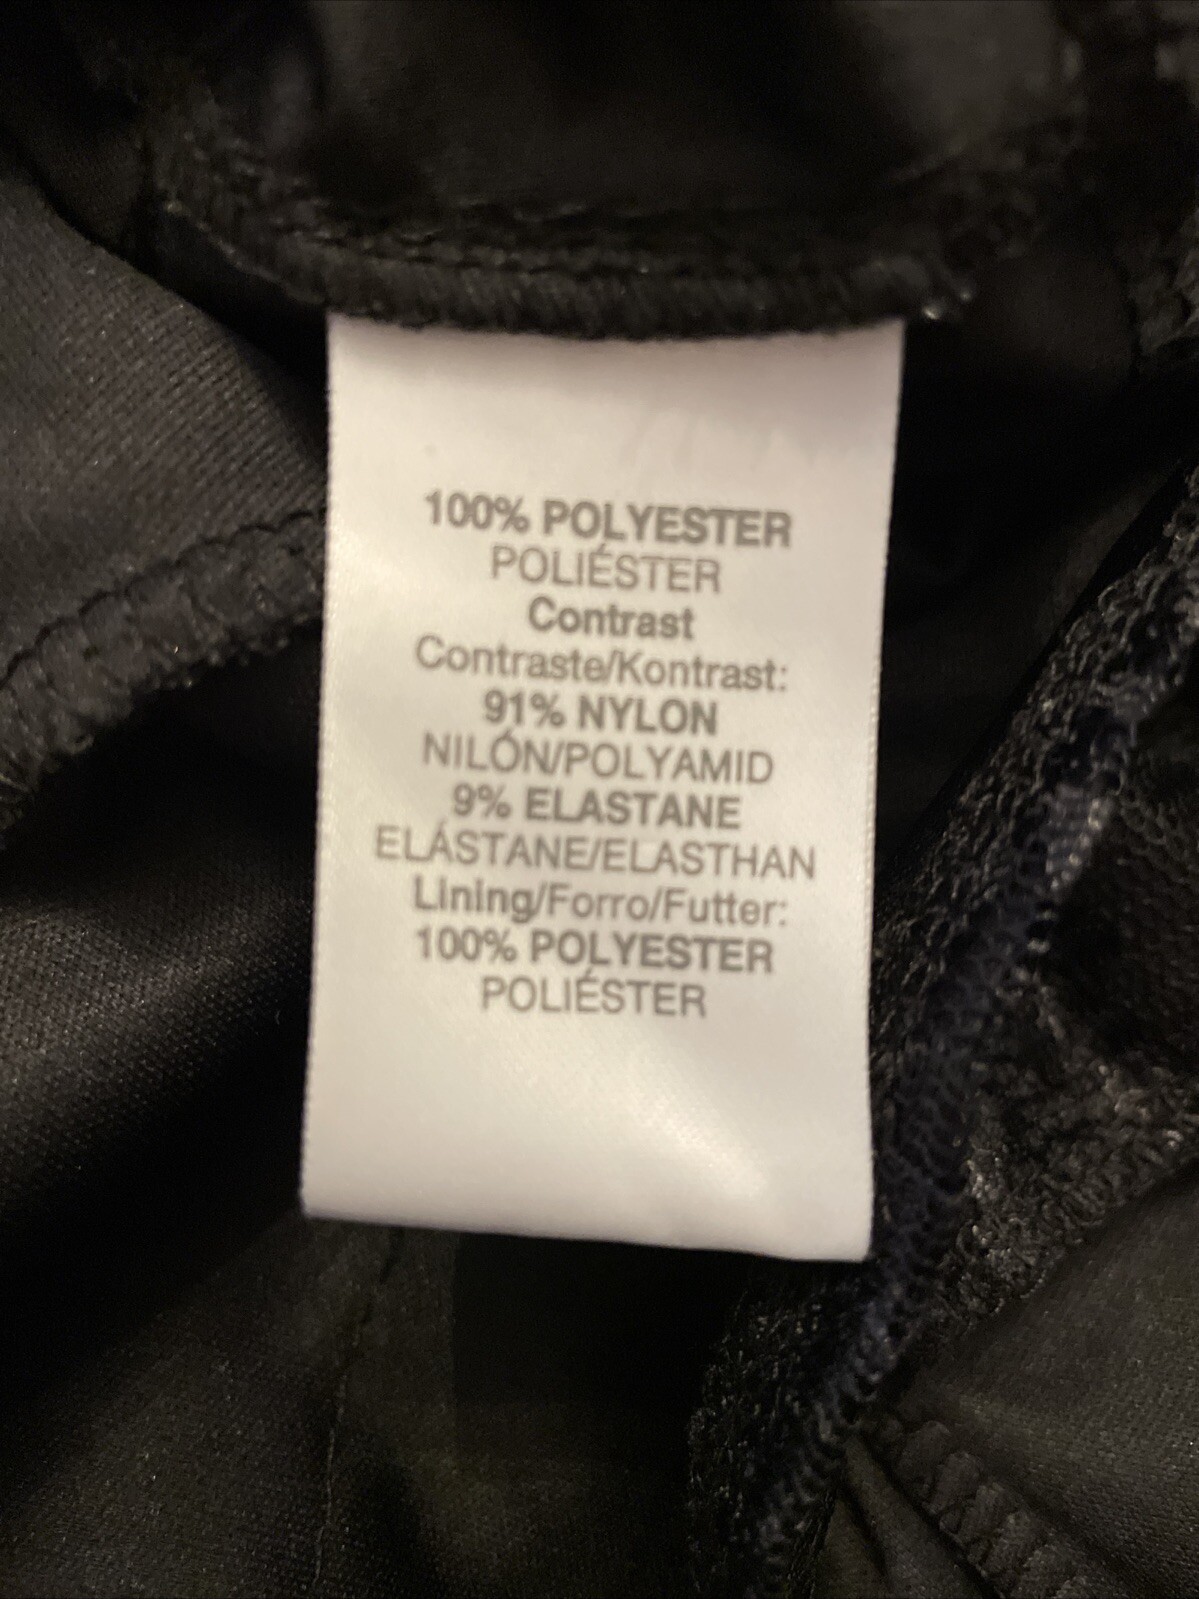 100% POLYESTER
POLIÉSTER
Contrast
Contraste/Kontrast:
91% NYLON
NILÓN/POLYAMID
9% ELASTANE
ELÁSTANE/ELASTHAN
Lining/Forro/Futter:
100% POLYESTER
POLIÉSTER